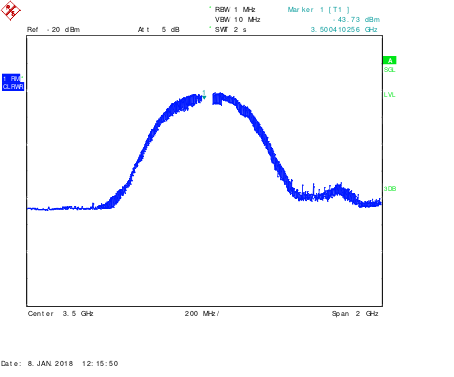 * RBW 1 MHz Marker 1 [T1 ]
VBW 10 MHz -43.73 dBm
Ref -20 dBm Att 5 dB * SWT 2 s 3.500410256 GHz
A
SGL
1 RM*
CLRWR
LVL
1
3DB
Center 3.5 GHz 200 MHz/ Span 2 GHz
Date: 8.JAN.2018 12:15:50